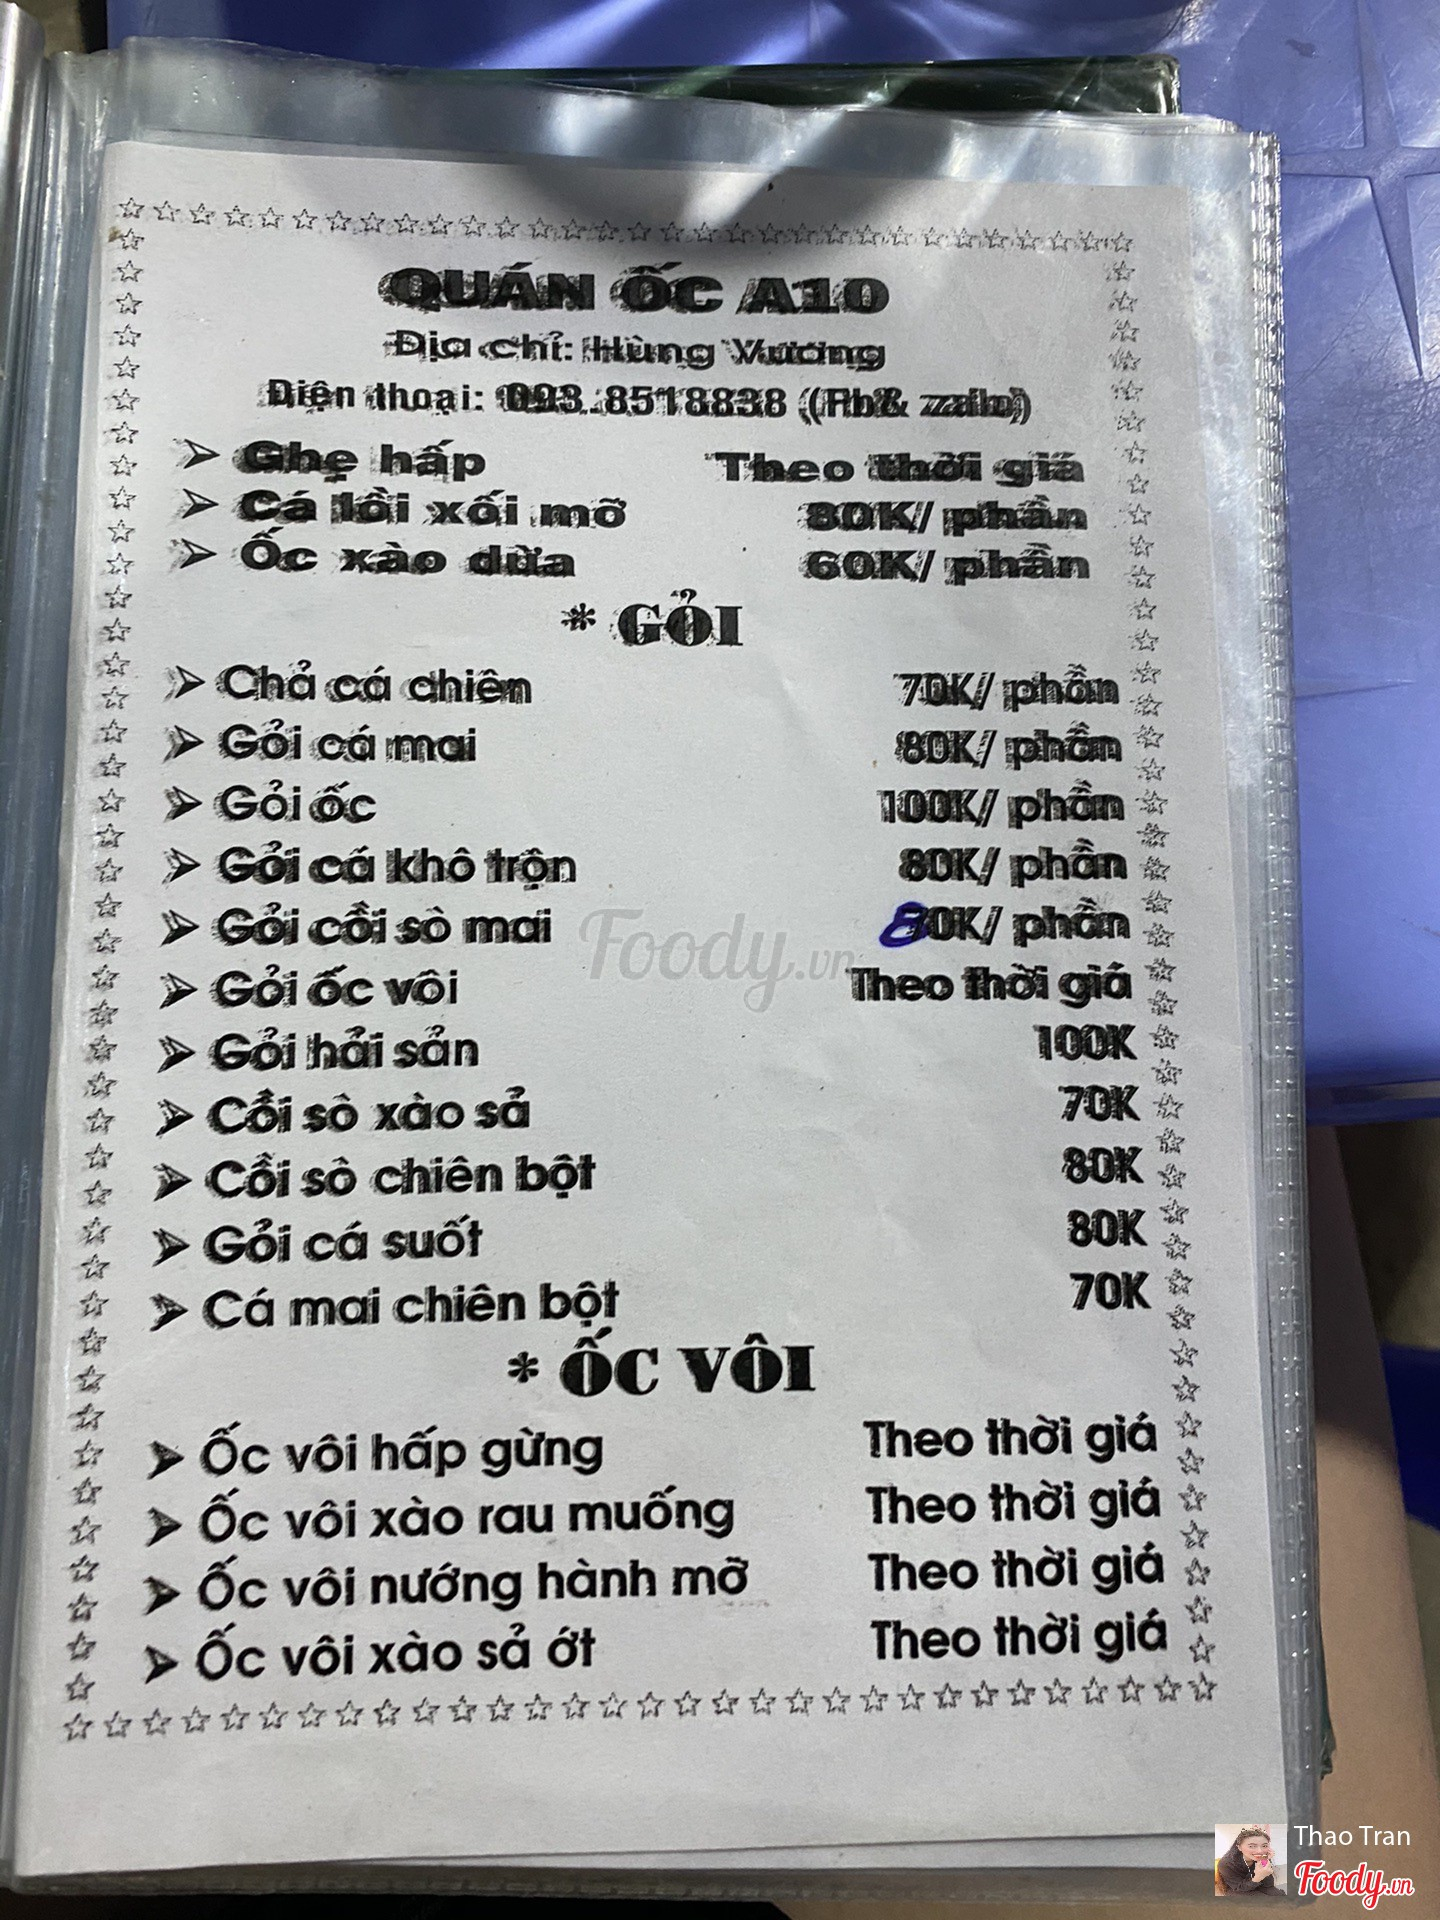 QUÁN ỐC A10
Địa chỉ: Hùng Vương
Điện thoại: 093.8518838 (Fb& zalo)
➢ Ghẹ hấp Theo thời giá
➢ Cá lồi xối mỡ 80K/ phần
➢ Ốc xào dừa 60K/ phần
* GỎI
➢ Chả cá chiên 70K/ phần
➢ Gỏi cá mai 80K/ phần
➢ Gỏi ốc 100K/ phần
➢ Gỏi cá khô trộn 80K/ phần
➢ Gỏi cồi sò mai 80K/ phần
➢ Gỏi ốc vôi Theo thời giá
➢ Gỏi hải sản 100K
➢ Cồi sò xào sả 70K
➢ Cồi sò chiên bột 80K
➢ Gỏi cá suốt 80K
➢ Cá mai chiên bột 70K
* ỐC VÔI
➢ Ốc vôi hấp gừng Theo thời giá
➢ Ốc vôi xào rau muống Theo thời giá
➢ Ốc vôi nướng hành mỡ Theo thời giá
➢ Ốc vôi xào sả ớt Theo thời giá
Foody.vn
Thao Tran
Foody.vn